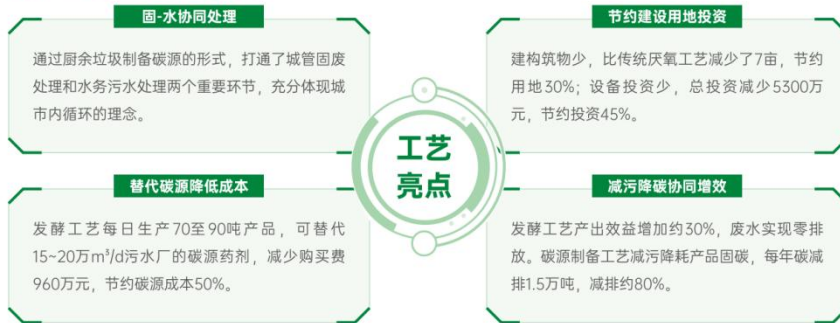 固-水协同处理
通过厨余垃圾制备碳源的形式，打通了城管固废
处理和水务污水处理两个重要环节，充分体现城
市内循环的理念。
节约建设用地投资
建构筑物少，比传统厌氧工艺减少了7亩，节约
用地30%；设备投资少，总投资减少5300万
元，节约投资45%。
工艺
亮点
替代碳源降低成本
发酵工艺每日生产70至90吨产品，可替代
15~20万m³/d污水厂的碳源药剂，减少购买费
960万元，节约碳源成本50%。
减污降碳协同增效
发酵工艺产出效益增加约30%，废水实现零排
放。碳源制备工艺减污降耗产品固碳，每年碳减
排1.5万吨，减排约80%。